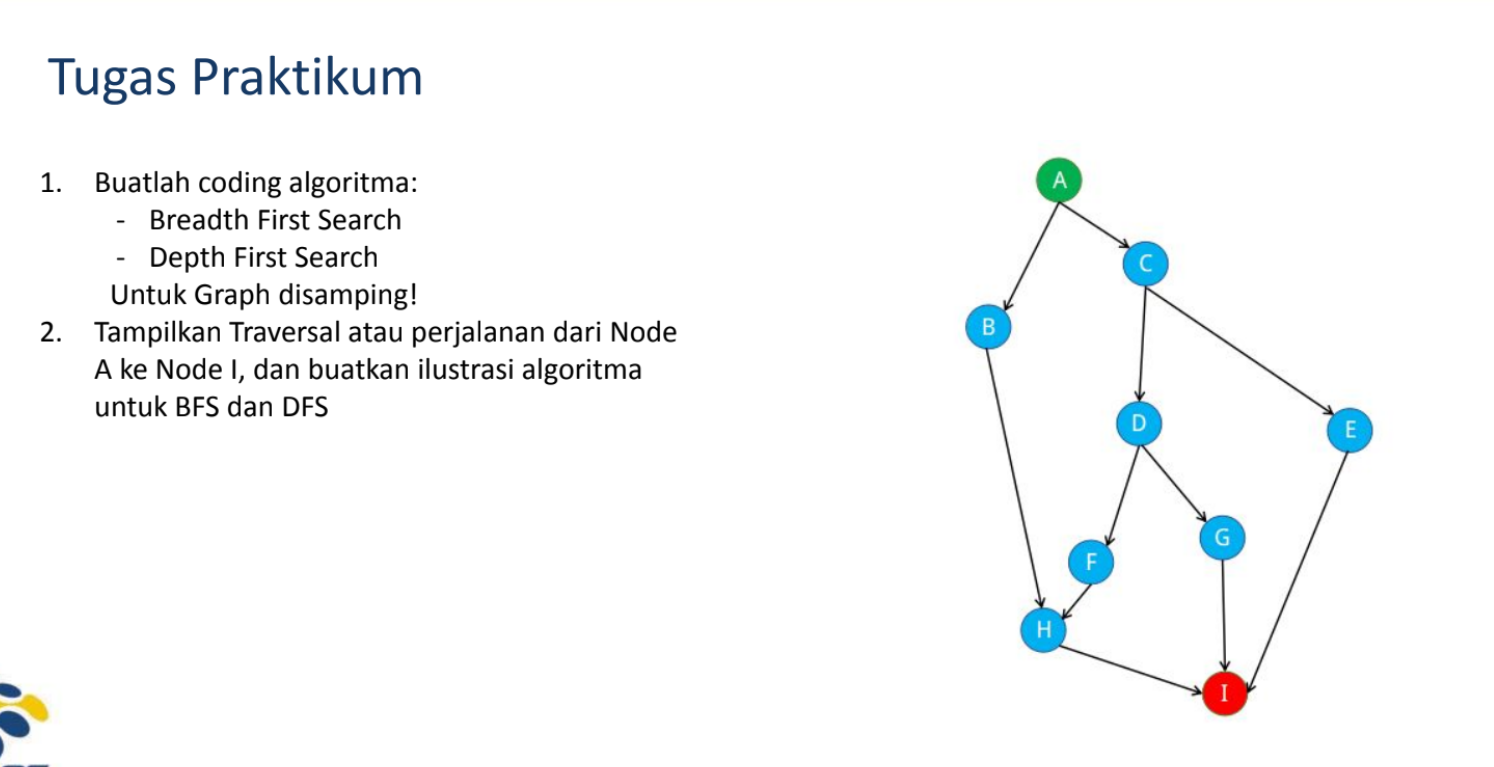 Tugas Praktikum
1. Buatlah coding algoritma:
- Breadth First Search
- Depth First Search
Untuk Graph disamping!
2. Tampilkan Traversal atau perjalanan dari Node
A ke Node I, dan buatkan ilustrasi algoritma
untuk BFS dan DFS
A
C
B
D
E
G
F
H
I